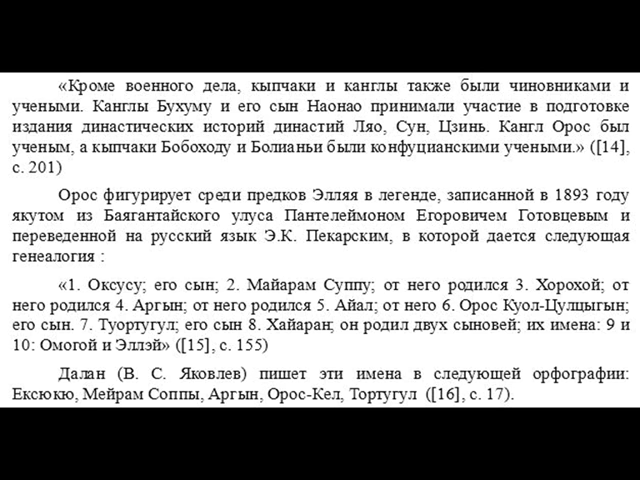 «Кроме военного дела, кыпчаки и канглы также были чиновниками и
учеными. Канглы Бухуму и его сын Наонао принимали участие в подготовке
издания династических историй династий Ляо, Сун, Цзинь. Кангл Орос был
ученым, а кыпчаки Бобоходу и Болианьи были конфуцианскими учеными.» ([14],
с. 201)
Орос фигурирует среди предков Элляя в легенде, записанной в 1893 году
якутом из Баягантайского улуса Пантелеймоном Егоровичем Готовцевым и
переведенной на русский язык Э.К. Пекарским, в которой дается следующая
генеалогия :
«1. Оксусу; его сын; 2. Майарам Суппу; от него родился 3. Хорохой; от
него родился 4. Аргын; от него родился 5. Айал; от него 6. Орос Куол-Цулцыгын;
его сын. 7. Туортугул; его сын 8. Хайаран; он родил двух сыновей; их имена: 9 и
10: Омогой и Эллэй» ([15], с. 155)
Далан (В. С. Яковлев) пишет эти имена в следующей орфографии:
Ексюкю, Мейрам Соппы, Аргын, Орос-Кел, Тортугул ([16], с. 17).